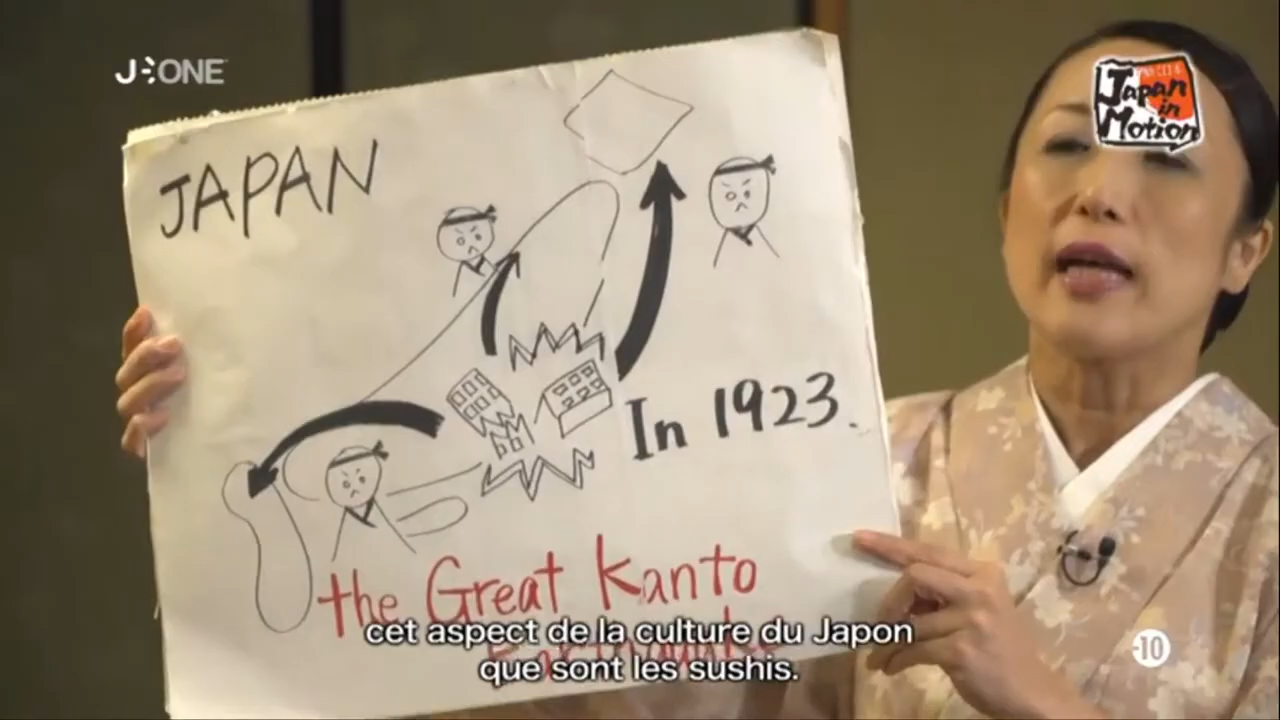 J:ONE
Japan
in
Motion
JAPAN
In 1923.
the Great Kanto
cet aspect de la culture du Japon
que sont les sushis.
-10